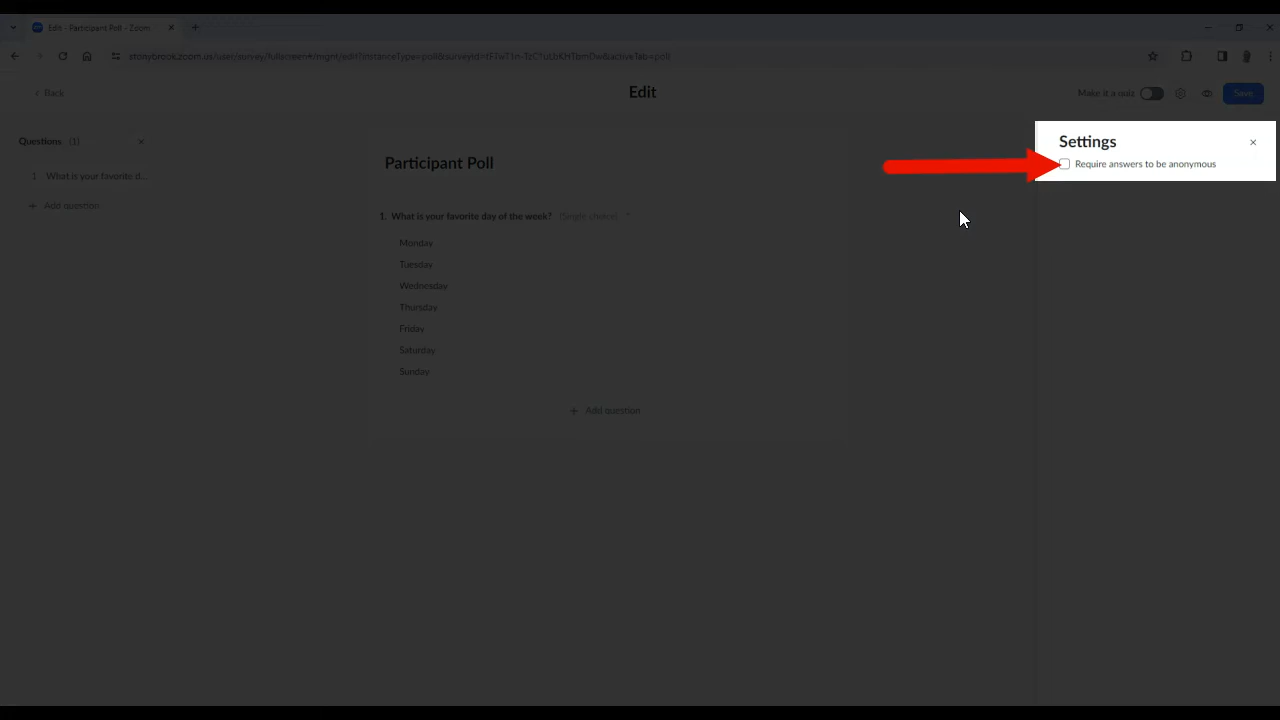 Edit - Participant Poll - Zoom
Back
Edit
Make it a quiz
Save
Questions (1)
1 What is your favorite d...
Add question
Participant Poll
1. What is your favorite day of the week? (Single choice) *
Monday
Tuesday
Wednesday
Thursday
Friday
Saturday
Sunday
Add question
Settings
Require answers to be anonymous